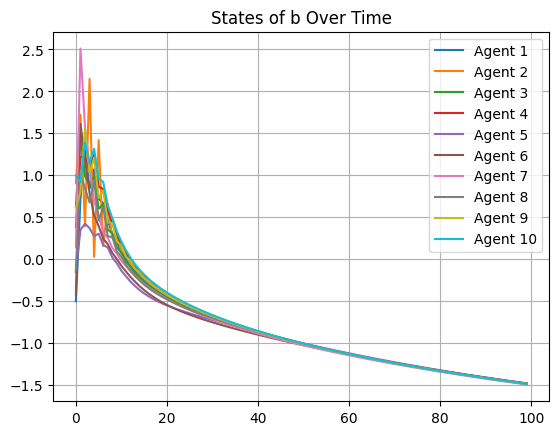 States of b Over Time
2.5
2.0
1.5
1.0
0.5
0.0
−0.5
−1.0
−1.5
0
20
40
60
80
100
Agent 1
Agent 2
Agent 3
Agent 4
Agent 5
Agent 6
Agent 7
Agent 8
Agent 9
Agent 10